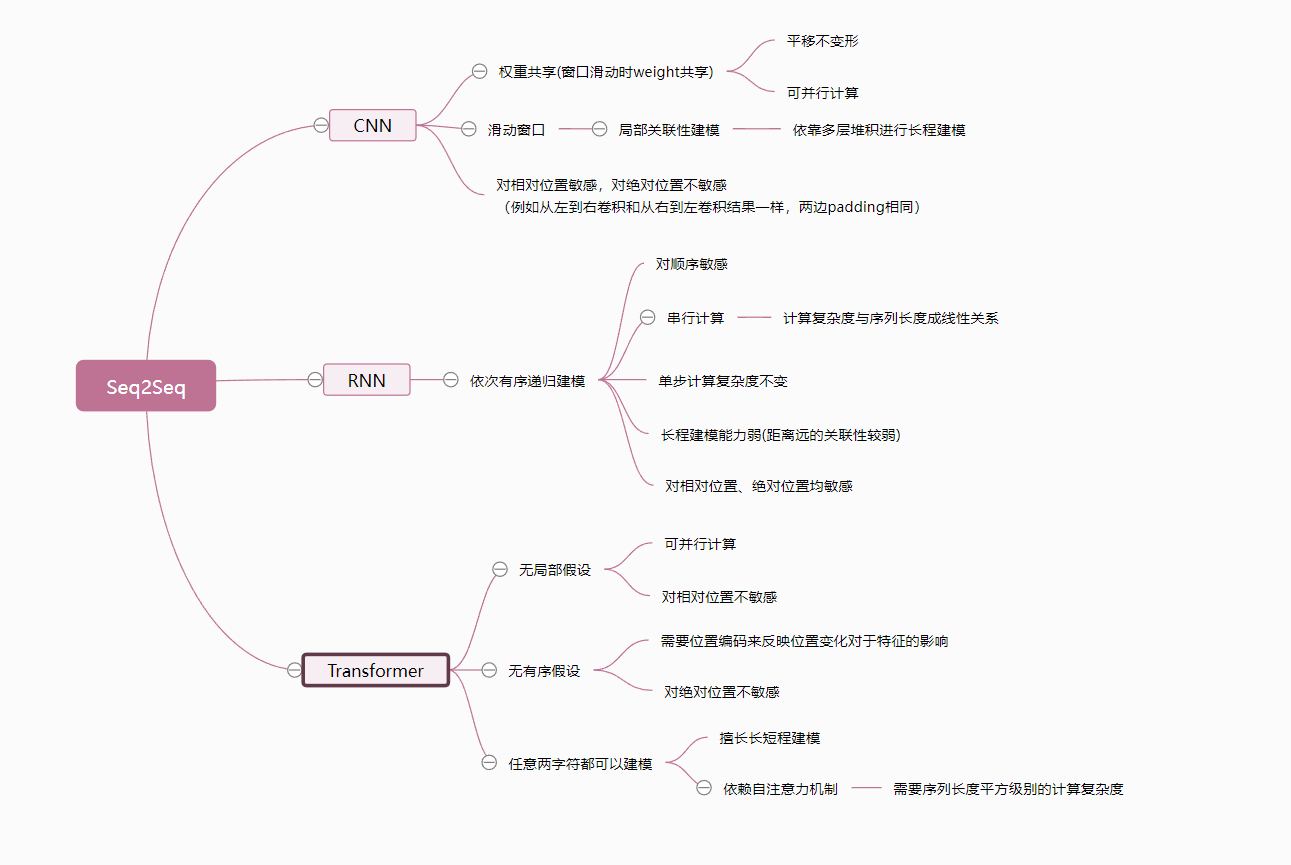 Seq2Seq
CNN
权重共享(窗口滑动时weight共享)
平移不变形
可并行计算
滑动窗口
局部关联性建模
依靠多层堆积进行长程建模
对相对位置敏感，对绝对位置不敏感
（例如从左到右卷积和从右到左卷积结果一样，两边padding相同）
RNN
依次有序递归建模
对顺序敏感
串行计算
计算复杂度与序列长度成线性关系
单步计算复杂度不变
长程建模能力弱(距离远的关联性较弱)
对相对位置、绝对位置均敏感
Transformer
无局部假设
可并行计算
对相对位置不敏感
无有序假设
需要位置编码来反映位置变化对于特征的影响
对绝对位置不敏感
任意两字符都可以建模
擅长长短程建模
依赖自注意力机制
需要序列长度平方级别的计算复杂度